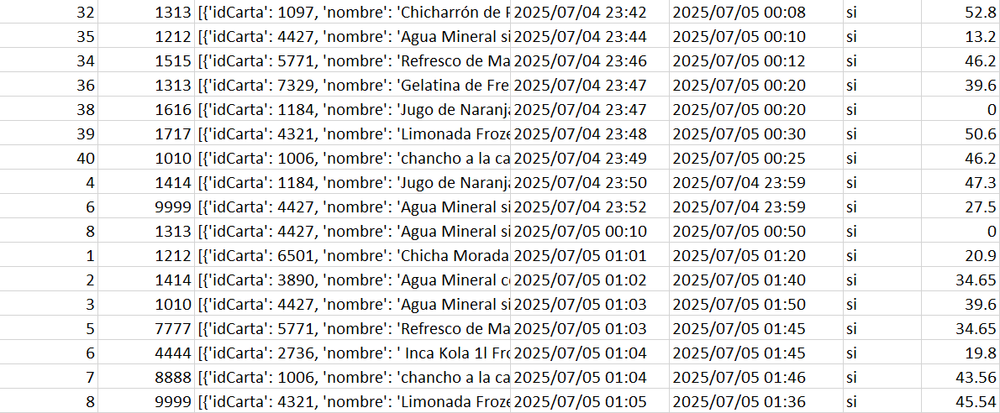 32 1313 [{'idCarta': 1097, 'nombre': 'Chicharrón de 2025/07/04 23:42 2025/07/05 00:08 si 52.8
35 1212 [{'idCarta': 4427, 'nombre': 'Agua Mineral si 2025/07/04 23:44 2025/07/05 00:10 si 13.2
34 1515 [{'idCarta': 5771, 'nombre': 'Refresco de Ma 2025/07/04 23:46 2025/07/05 00:12 si 46.2
36 1313 [{'idCarta': 7329, 'nombre': 'Gelatina de Fre 2025/07/04 23:47 2025/07/05 00:20 si 39.6
38 1616 [{'idCarta': 1184, 'nombre': 'Jugo de Naranja 2025/07/04 23:47 2025/07/05 00:20 si 0
39 1717 [{'idCarta': 4321, 'nombre': 'Limonada Froze 2025/07/04 23:48 2025/07/05 00:30 si 50.6
40 1010 [{'idCarta': 1006, 'nombre': 'chancho a la ca 2025/07/04 23:49 2025/07/05 00:25 si 46.2
4 1414 [{'idCarta': 1184, 'nombre': 'Jugo de Naranja 2025/07/04 23:50 2025/07/04 23:59 si 47.3
6 9999 [{'idCarta': 4427, 'nombre': 'Agua Mineral si 2025/07/04 23:52 2025/07/04 23:59 si 27.5
8 1313 [{'idCarta': 4427, 'nombre': 'Agua Mineral si 2025/07/05 00:10 2025/07/05 00:50 si 0
1 1212 [{'idCarta': 6501, 'nombre': 'Chicha Morada 2025/07/05 01:01 2025/07/05 01:20 si 20.9
2 1414 [{'idCarta': 3890, 'nombre': 'Agua Mineral c 2025/07/05 01:02 2025/07/05 01:40 si 34.65
3 1010 [{'idCarta': 4427, 'nombre': 'Agua Mineral si 2025/07/05 01:03 2025/07/05 01:50 si 39.6
5 7777 [{'idCarta': 5771, 'nombre': 'Refresco de Ma 2025/07/05 01:03 2025/07/05 01:45 si 34.65
6 4444 [{'idCarta': 2736, 'nombre': ' Inca Kola 1l Fro 2025/07/05 01:04 2025/07/05 01:45 si 19.8
7 8888 [{'idCarta': 1006, 'nombre': 'chancho a la ca 2025/07/05 01:04 2025/07/05 01:46 si 43.56
8 9999 [{'idCarta': 4321, 'nombre': 'Limonada Froze 2025/07/05 01:05 2025/07/05 01:36 si 45.54